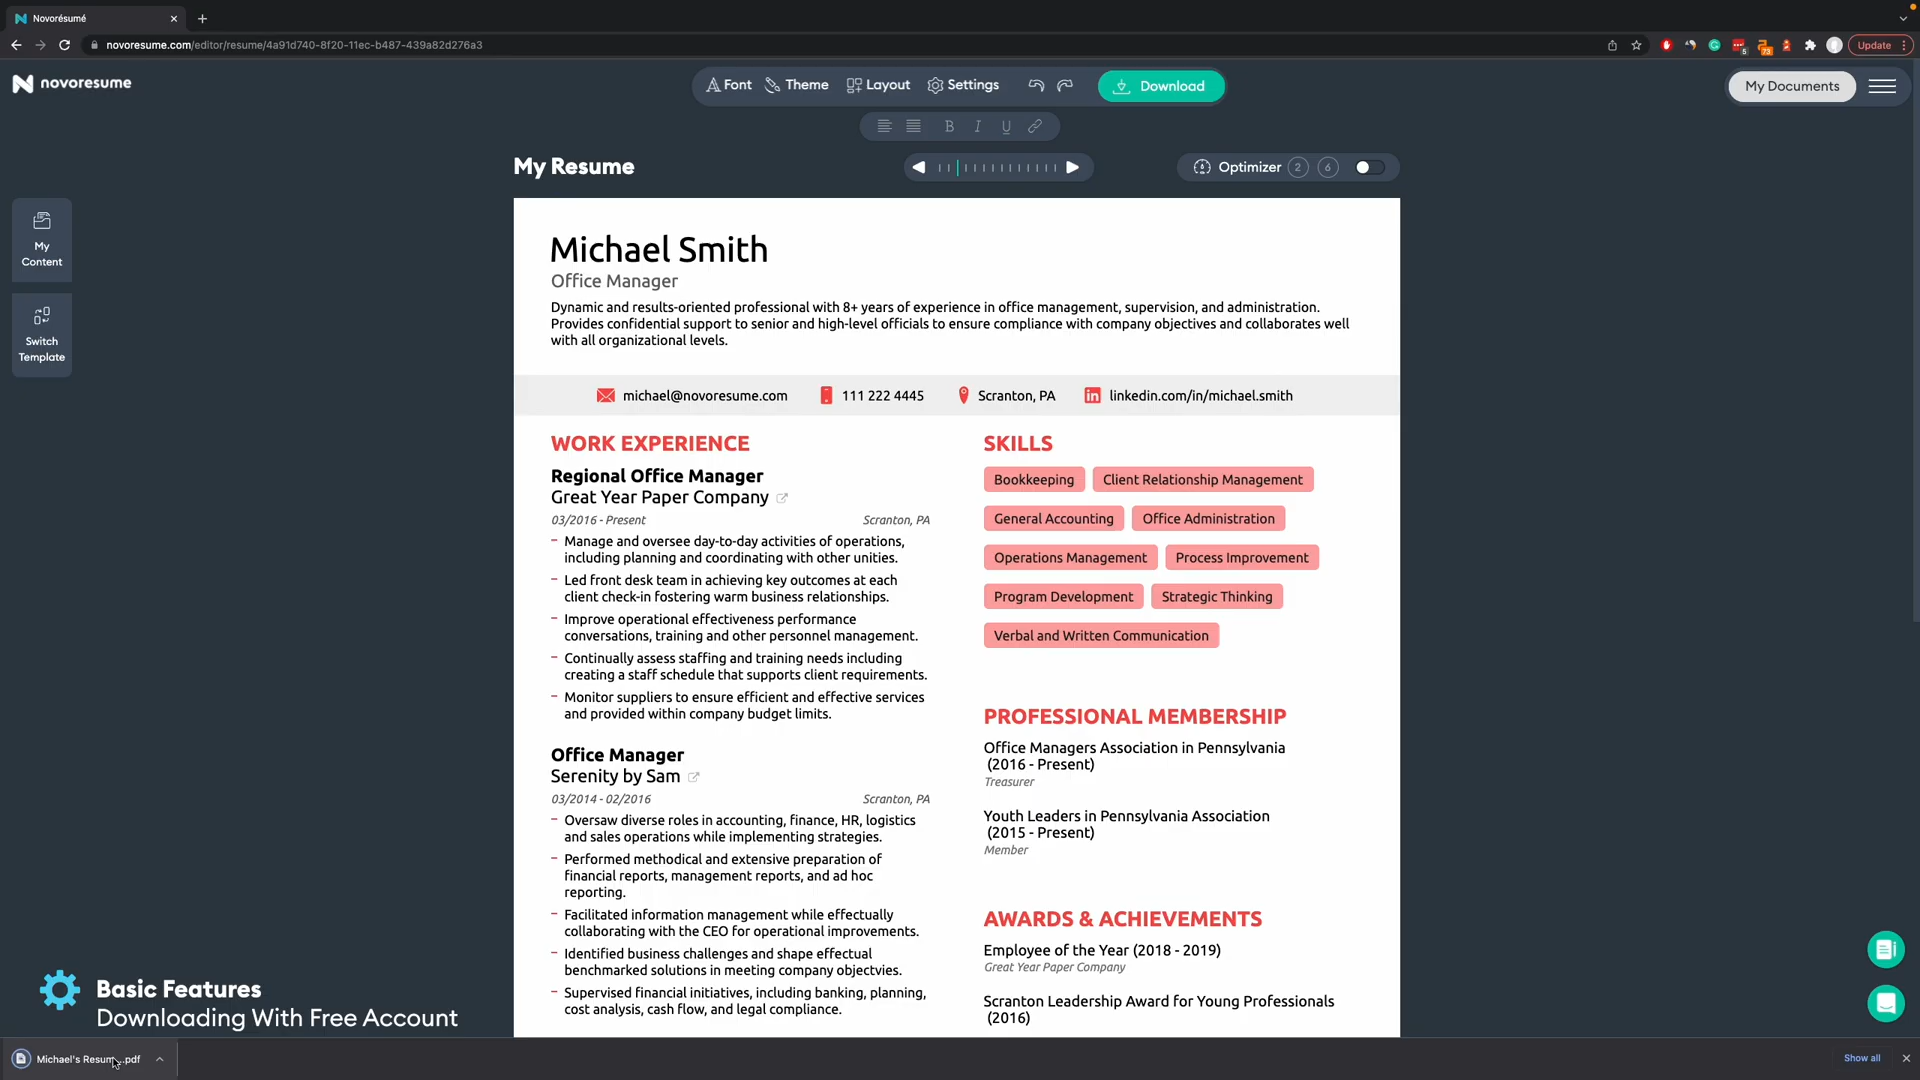 Novorésumé
novoresume.com/editor/resume/4a91d740-8f20-11ec-b487-439a82d276a3
5
73
Update
novoresume
Font
Theme
Layout
Settings
Download
My Documents
B I U
My Resume
Optimizer 2 6
My
Content
Switch
Template
Michael Smith
Office Manager
Dynamic and results-oriented professional with 8+ years of experience in office management, supervision, and administration.
Provides confidential support to senior and high-level officials to ensure compliance with company objectives and collaborates well
with all organizational levels.
michael@novoresume.com
111 222 4445
Scranton, PA
linkedin.com/in/michael.smith
WORK EXPERIENCE
Regional Office Manager
Great Year Paper Company
03/2016 - Present
Scranton, PA
– Manage and oversee day-to-day activities of operations,
including planning and coordinating with other unities.
– Led front desk team in achieving key outcomes at each
client check-in fostering warm business relationships.
– Improve operational effectiveness performance
conversations, training and other personnel management.
– Continually assess staffing and training needs including
creating a staff schedule that supports client requirements.
– Monitor suppliers to ensure efficient and effective services
and provided within company budget limits.
Office Manager
Serenity by Sam
03/2014 - 02/2016
Scranton, PA
– Oversaw diverse roles in accounting, finance, HR, logistics
and sales operations while implementing strategies.
– Performed methodical and extensive preparation of
financial reports, management reports, and ad hoc
reporting.
– Facilitated information management while effectually
collaborating with the CEO for operational improvements.
– Identified business challenges and shape effectual
benchmarked solutions in meeting company objectvies.
– Supervised financial initiatives, including banking, planning,
cost analysis, cash flow, and legal compliance.
SKILLS
Bookkeeping
Client Relationship Management
General Accounting
Office Administration
Operations Management
Process Improvement
Program Development
Strategic Thinking
Verbal and Written Communication
PROFESSIONAL MEMBERSHIP
Office Managers Association in Pennsylvania
(2016 - Present)
Treasurer
Youth Leaders in Pennsylvania Association
(2015 - Present)
Member
AWARDS & ACHIEVEMENTS
Employee of the Year (2018 - 2019)
Great Year Paper Company
Scranton Leadership Award for Young Professionals
(2016)
Basic Features
Downloading With Free Account
Michael's Resum....pdf
Show all